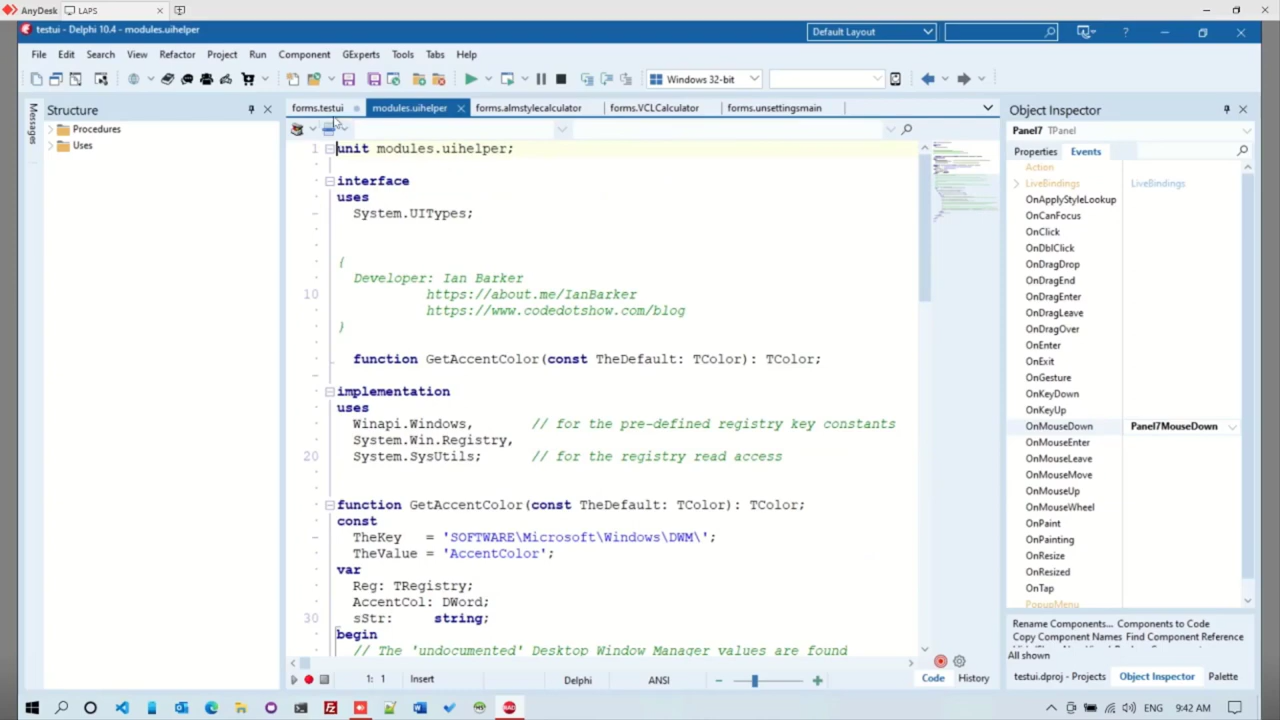 AnyDesk LAPS
testui - Delphi 10.4 - modules.uihelper
Default Layout
File Edit Search View Refactor Project Run Component GExperts Tools Tabs Help
Windows 32-bit
Messages
Structure
Procedures
Uses
forms.testui modules.uihelper forms.almstylecalculator forms.VCLCalculator forms.unsettingsmain
1 unit modules.uihelper;
interface
uses
System.UITypes;
{
Developer: Ian Barker
10 https://about.me/IanBarker
https://www.codedotshow.com/blog
}
function GetAccentColor(const TheDefault: TColor): TColor;
implementation
uses
Winapi.Windows, // for the pre-defined registry key constants
System.Win.Registry,
20 System.SysUtils; // for the registry read access
function GetAccentColor(const TheDefault: TColor): TColor;
const
TheKey = 'SOFTWARE\Microsoft\Windows\DWM\';
TheValue = 'AccentColor';
var
Reg: TRegistry;
AccentCol: DWord;
30 sStr: string;
begin
// The 'undocumented' Desktop Window Manager values are found
1: 1 Insert Delphi ANSI Code History
Object Inspector
Panel7 TPanel
Properties Events
Action
LiveBindings LiveBindings
OnApplyStyleLookup
OnCanFocus
OnClick
OnDblClick
OnDragDrop
OnDragEnd
OnDragEnter
OnDragLeave
OnDragOver
OnEnter
OnExit
OnGesture
OnKeyDown
OnKeyUp
OnMouseDown Panel7MouseDown
OnMouseEnter
OnMouseLeave
OnMouseMove
OnMouseUp
OnMouseWheel
OnPaint
OnPainting
OnResize
OnResized
OnTap
PopupMenu
Rename Components... Components to Code
Copy Component Names Find Component Reference
All shown
testui.dproj - Projects Object Inspector Palette
ENG 9:42 AM